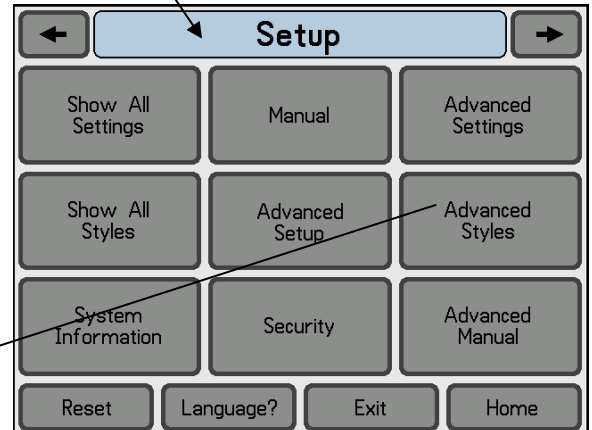 Setup
Show All
Settings
Manual
Advanced
Settings
Show All
Styles
Advanced
Setup
Advanced
Styles
System
Information
Security
Advanced
Manual
Reset
Language?
Exit
Home